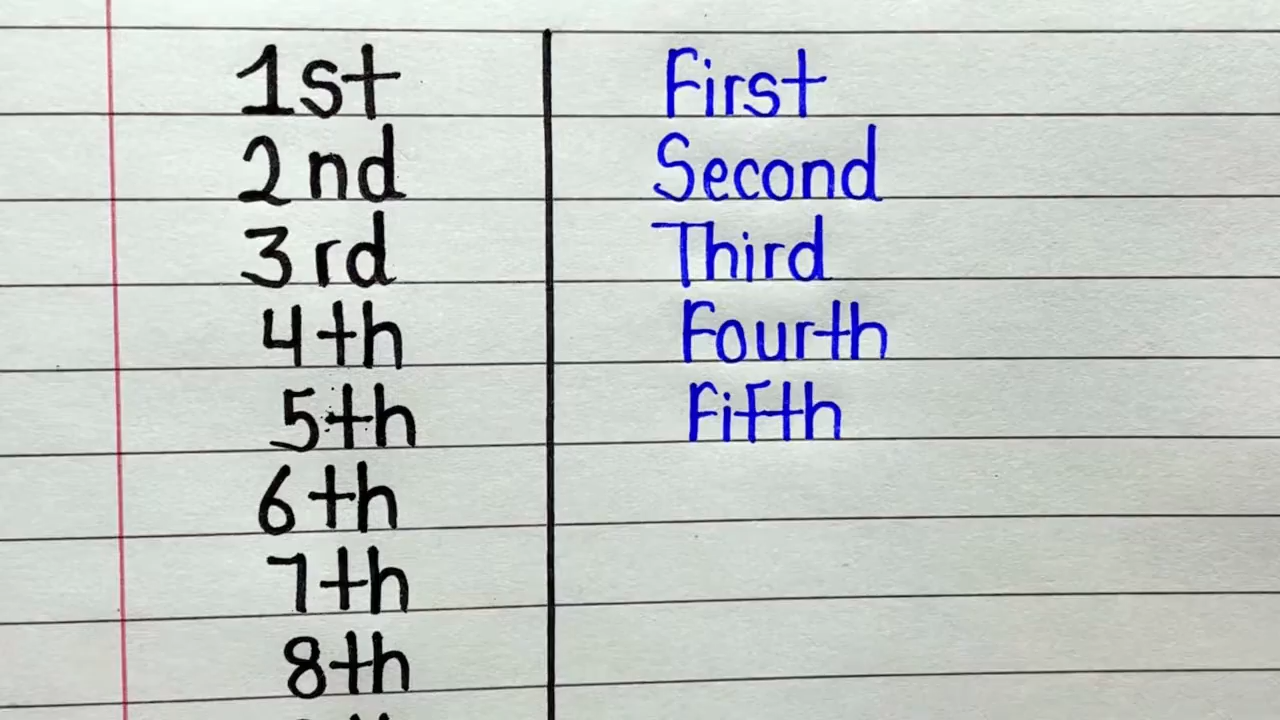 1st First
2nd Second
3rd Third
4th Fourth
5th Fifth
6th
7th
8th